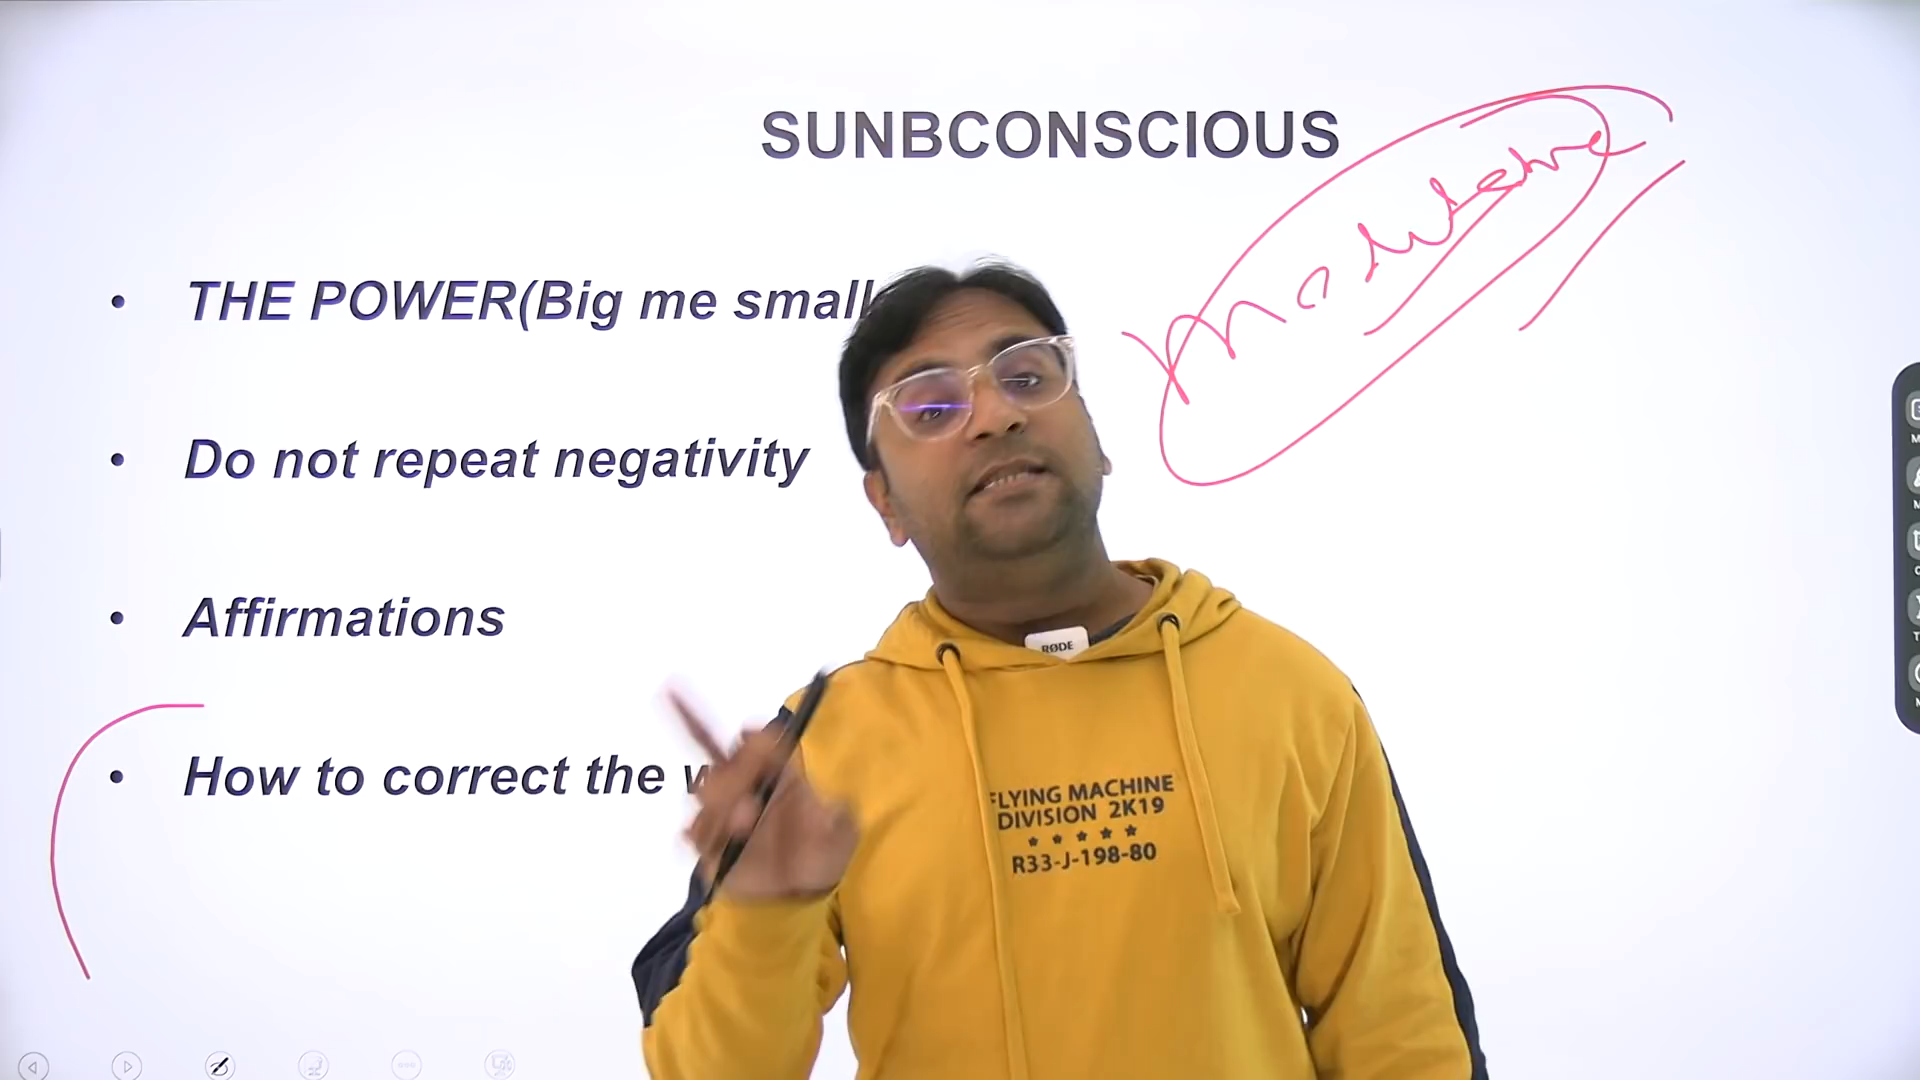 SUNBCONSCIOUS
• THE POWER(Big me small
• Do not repeat negativity
• Affirmations
• How to correct the
RØDE
FLYING MACHINE
DIVISION 2K19
★ ★ ★ ★ ★
R33-J-198-80